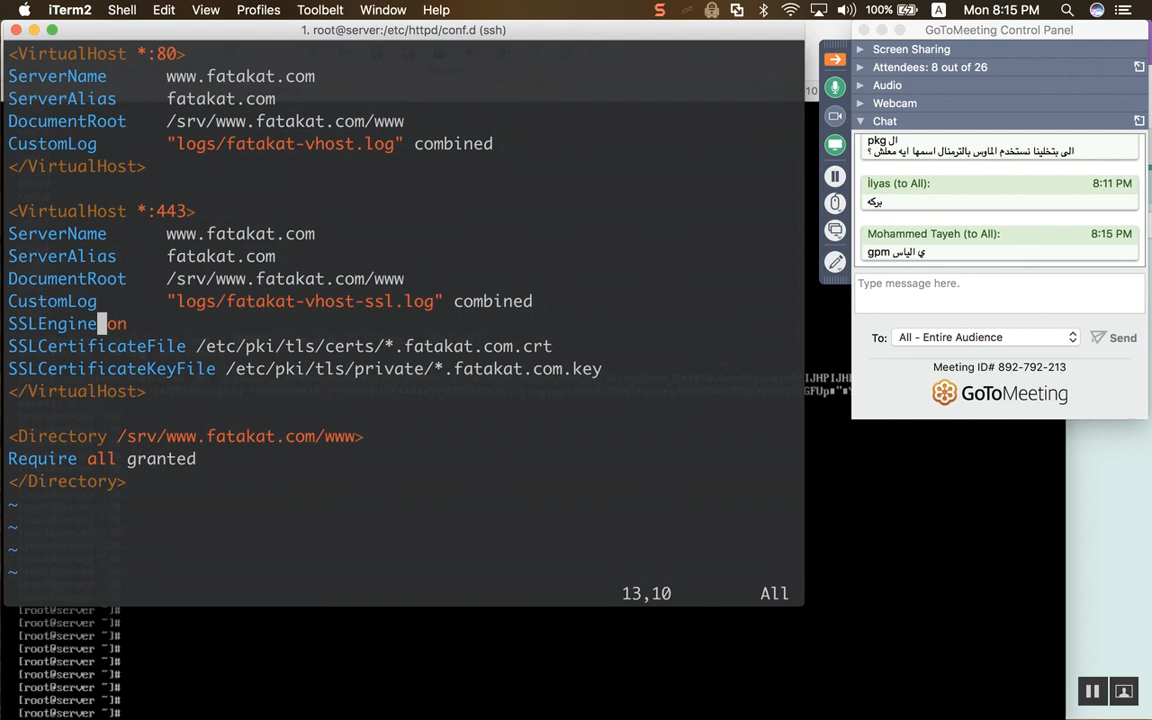 iTerm2 Shell Edit View Profiles Toolbelt Window Help 100% A Mon 8:15 PM
1. root@server:/etc/httpd/conf.d (ssh)
<VirtualHost *:80>
ServerName www.fatakat.com
ServerAlias fatakat.com
DocumentRoot /srv/www.fatakat.com/www
CustomLog "logs/fatakat-vhost.log" combined
</VirtualHost>
<VirtualHost *:443>
ServerName www.fatakat.com
ServerAlias fatakat.com
DocumentRoot /srv/www.fatakat.com/www
CustomLog "logs/fatakat-vhost-ssl.log" combined
SSLEngine on
SSLCertificateFile /etc/pki/tls/certs/*.fatakat.com.crt
SSLCertificateKeyFile /etc/pki/tls/private/*.fatakat.com.key
</VirtualHost>
<Directory /srv/www.fatakat.com/www>
Require all granted
</Directory>
~
~
~
~
13,10 All
[root@server ~]#
[root@server ~]#
[root@server ~]#
[root@server ~]#
[root@server ~]#
[root@server ~]#
[root@server ~]#
[root@server ~]#
[root@server ~]#
GoToMeeting Control Panel
Screen Sharing
Attendees: 8 out of 26
Audio
Webcam
Chat
ال pkg
الى بتخلينا نستخدم الماوس بالترمنال اسمها ايه معلش ؟
İlyas (to All): 8:11 PM
بركه
Mohammed Tayeh (to All): 8:15 PM
ي الياس gpm
Type message here.
To: All - Entire Audience Send
Meeting ID# 892-792-213
GoToMeeting